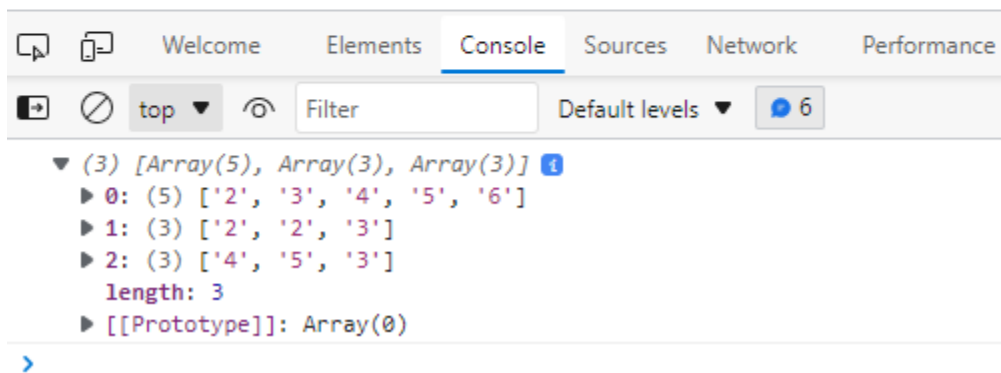 Welcome Elements Console Sources Network Performance
top ▼ Filter Default levels ▼ 6
▼ (3) [Array(5), Array(3), Array(3)] i
▶ 0: (5) ['2', '3', '4', '5', '6']
▶ 1: (3) ['2', '2', '3']
▶ 2: (3) ['4', '5', '3']
length: 3
▶ [[Prototype]]: Array(0)
>